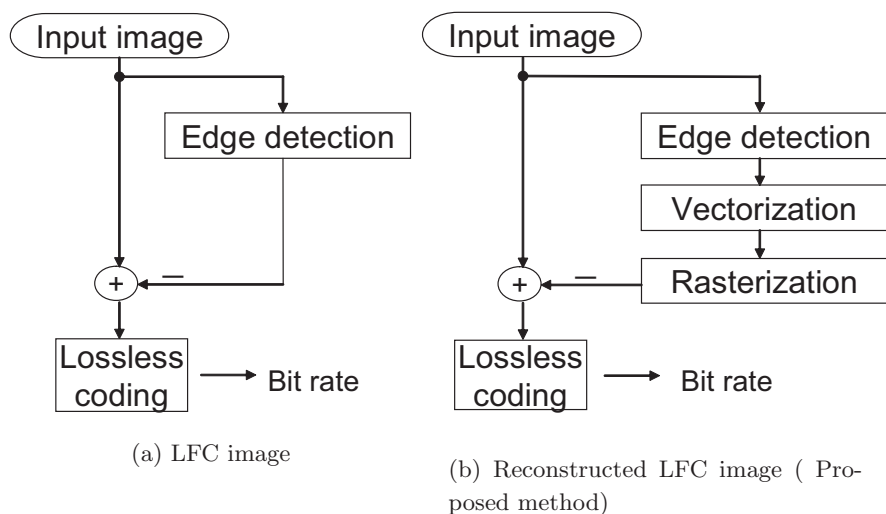 Input image
Edge detection
+
—
Lossless
coding
Bit rate
(a) LFC image
Input image
Edge detection
Vectorization
Rasterization
+
—
Lossless
coding
Bit rate
(b) Reconstructed LFC image ( Pro-
posed method)